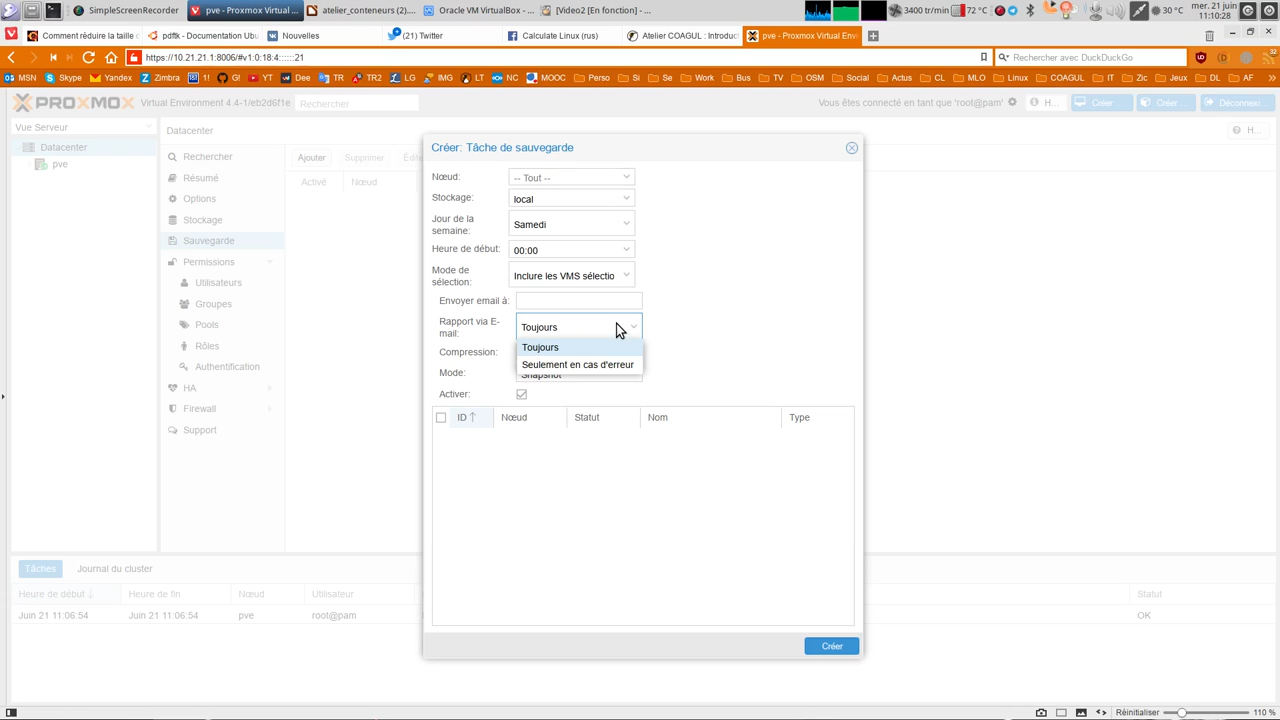 SimpleScreenRecorder
pve - Proxmox Virtual ...
atelier_conteneurs (2)....
Oracle VM VirtualBox - ...
[Video2 [En fonction] - ...
3400 tr/min
72 °C
30 °C
mer. 21 juin
11:10:28
Comment réduire la taille d
pdftk - Documentation Ubu
Nouvelles
(21) Twitter
Calculate Linux (rus)
Atelier COAGUL : Introduct
pve - Proxmox Virtual Envi
https://10.21.21.1:8006/#v1:0:18:4::::::21
Rechercher avec DuckDuckGo
MSN
Skype
Yandex
Zimbra
1!
G!
YT
Dee
TR
TR2
LG
IMG
LT
NC
MOOC
Perso
Si
Se
Work
Bus
TV
OSM
Social
Actus
CL
MLO
Linux
COAGUL
IT
Zic
Jeux
DL
AF
PROXMOX
Virtual Environment 4.4-1/eb2d6f1e
Rechercher
Vous êtes connecté en tant que 'root@pam'
H...
Créer ...
Créer ...
Déconnexi...
Vue Serveur
Datacenter
pve
Datacenter
H...
Rechercher
Résumé
Options
Stockage
Sauvegarde
Permissions
Utilisateurs
Groupes
Pools
Rôles
Authentification
HA
Firewall
Support
Ajouter
Supprimer
Activé
Nœud
Créer: Tâche de sauvegarde
Nœud:
-- Tout --
Stockage:
local
Jour de la
semaine:
Samedi
Heure de début:
00:00
Mode de
sélection:
Inclure les VMS sélectio
Envoyer email à:
Rapport via E-
mail:
Toujours
Toujours
Seulement en cas d'erreur
Compression:
Mode:
Snapshot
Activer:
ID
Nœud
Statut
Nom
Type
Créer
Tâches
Journal du cluster
Heure de début
Heure de fin
Nœud
Utilisateur
Statut
Juin 21 11:06:54
Juin 21 11:06:54
pve
root@pam
OK
Réinitialiser
110 %